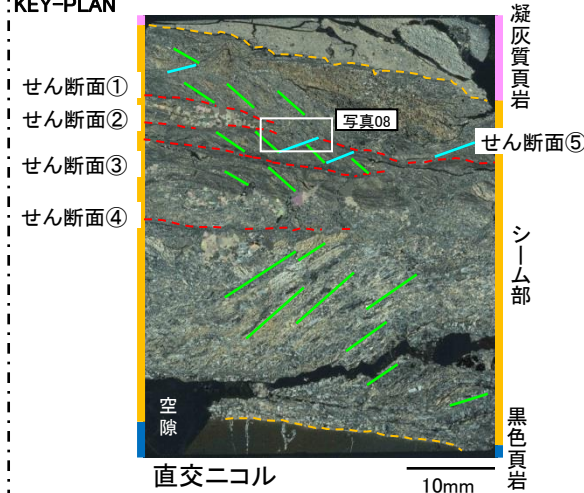 KEY-PLAN
凝灰質頁岩
せん断面①
せん断面②
写真08
せん断面⑤
せん断面③
せん断面④
シーム部
空隙
黒色頁岩
直交ニコル
10mm